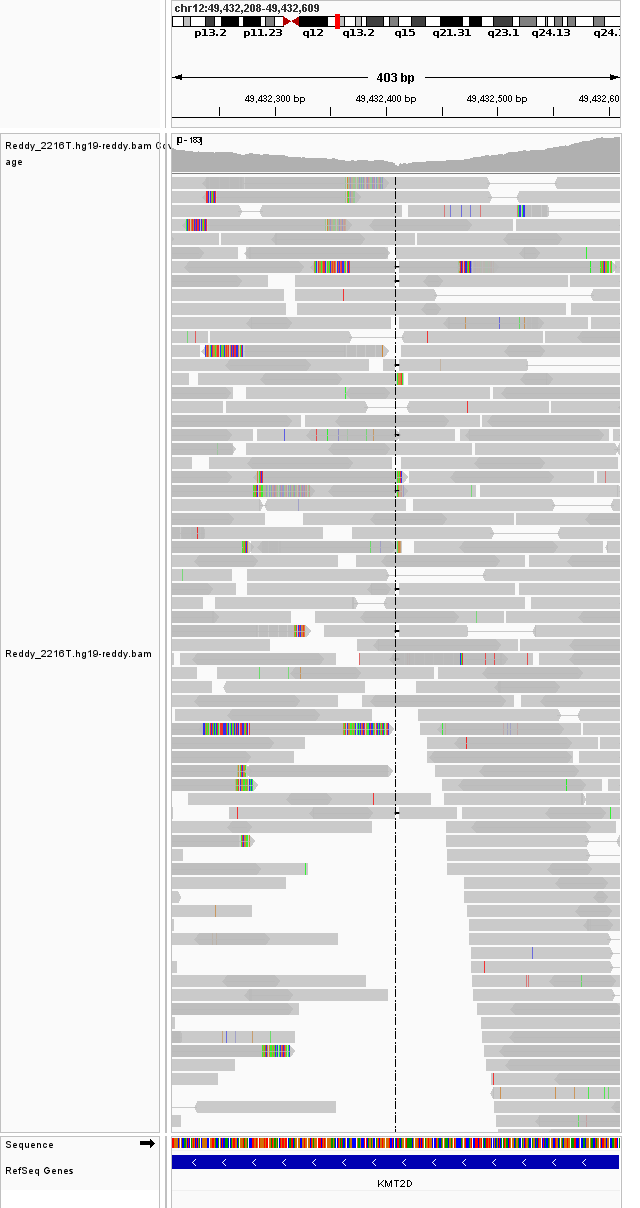 chr12:49,432,208-49,432,609
p13.2 p11.23 q12 q13.2 q15 q21.31 q23.1 q24.13 q24.
403 bp
49,432,300 bp 49,432,400 bp 49,432,500 bp 49,432,60
Reddy_2216T.hg19-reddy.bam Cov
age
[0 - 183]
Reddy_2216T.hg19-reddy.bam
Sequence
RefSeq Genes
KMT2D